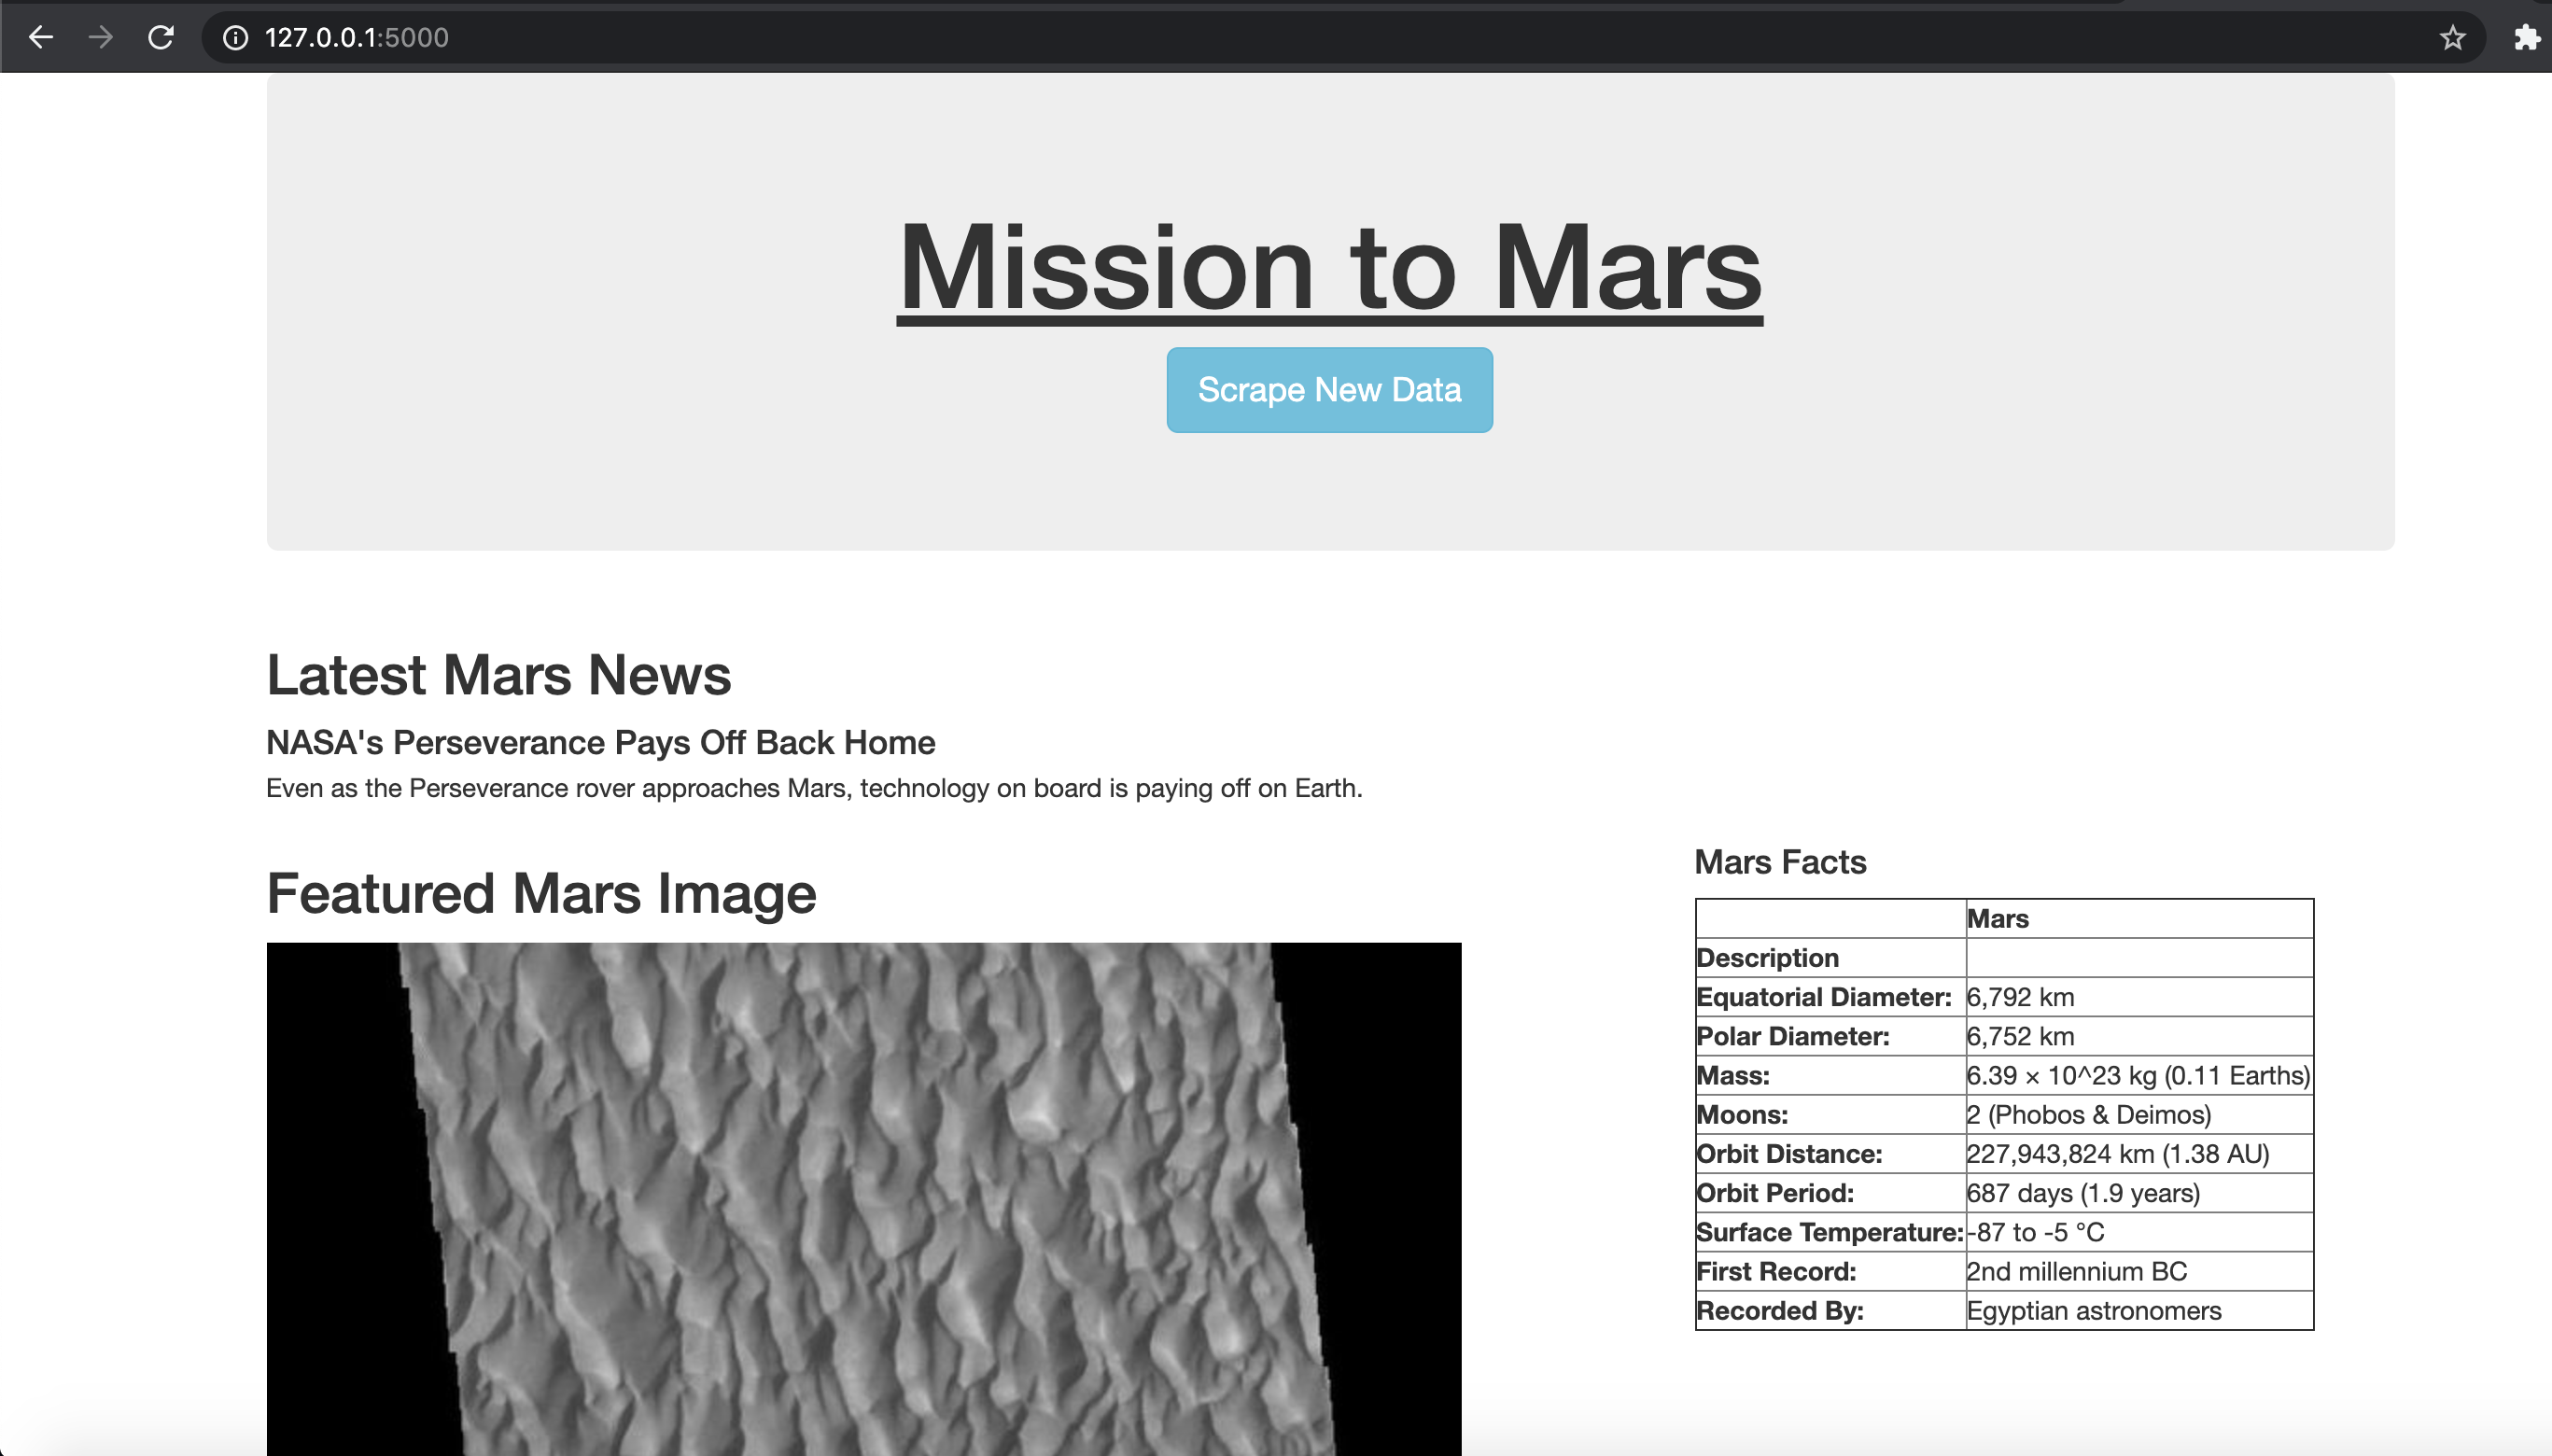 127.0.0.1:5000
Mission to Mars
Scrape New Data
Latest Mars News
NASA's Perseverance Pays Off Back Home
Even as the Perseverance rover approaches Mars, technology on board is paying off on Earth.
Featured Mars Image
Mars Facts
Mars
Description
Equatorial Diameter: 6,792 km
Polar Diameter: 6,752 km
Mass: 6.39 × 10^23 kg (0.11 Earths)
Moons: 2 (Phobos & Deimos)
Orbit Distance: 227,943,824 km (1.38 AU)
Orbit Period: 687 days (1.9 years)
Surface Temperature: -87 to -5 °C
First Record: 2nd millennium BC
Recorded By: Egyptian astronomers